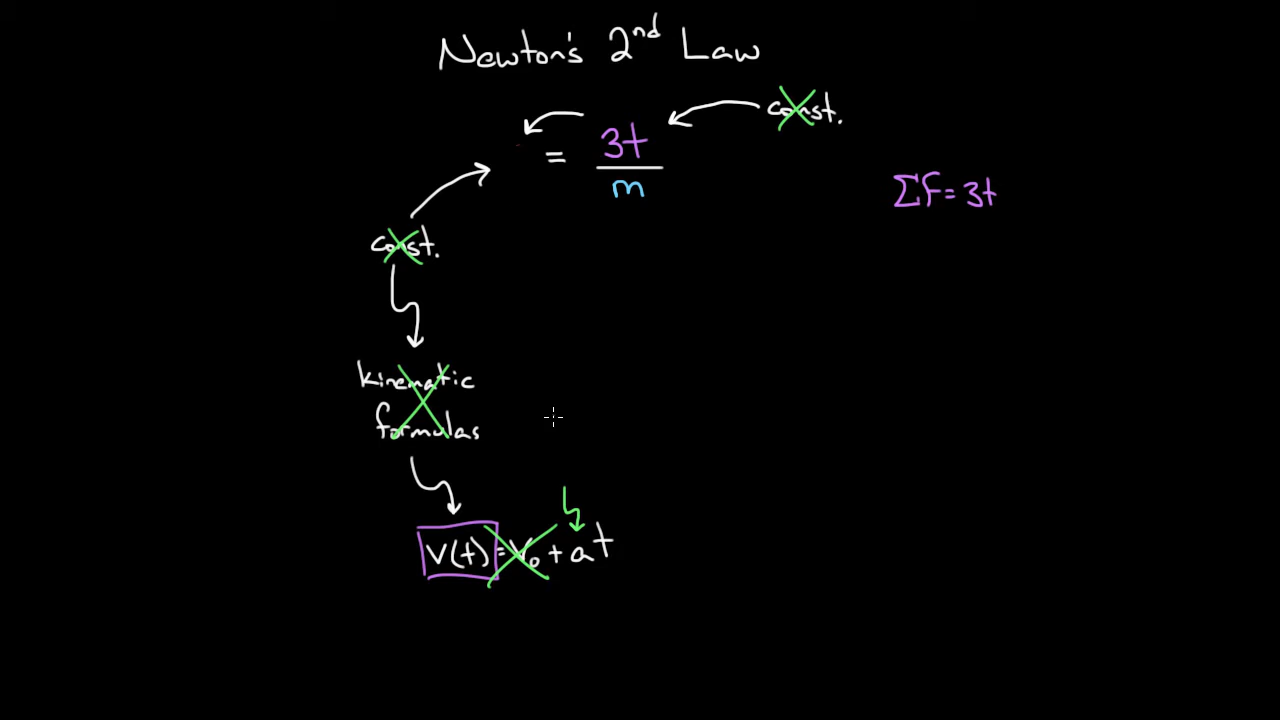 Newton's 2nd Law
const.
= 3t/m
ΣF = 3t
const.
kinematic
formulas
v(t) = v₀ + at